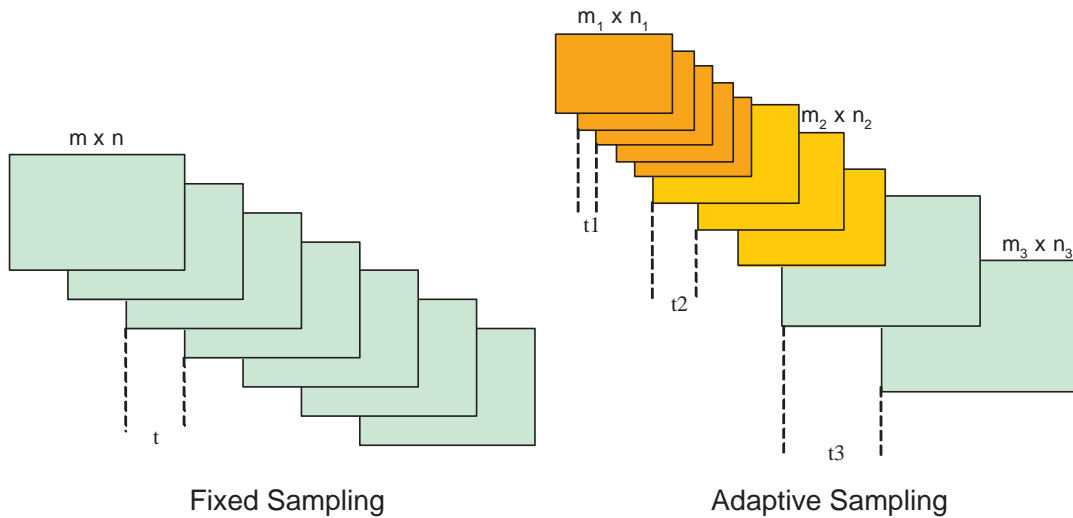 m x n
t
Fixed Sampling
m₁ x n₁
m₂ x n₂
m₃ x n₃
t1
t2
t3
Adaptive Sampling